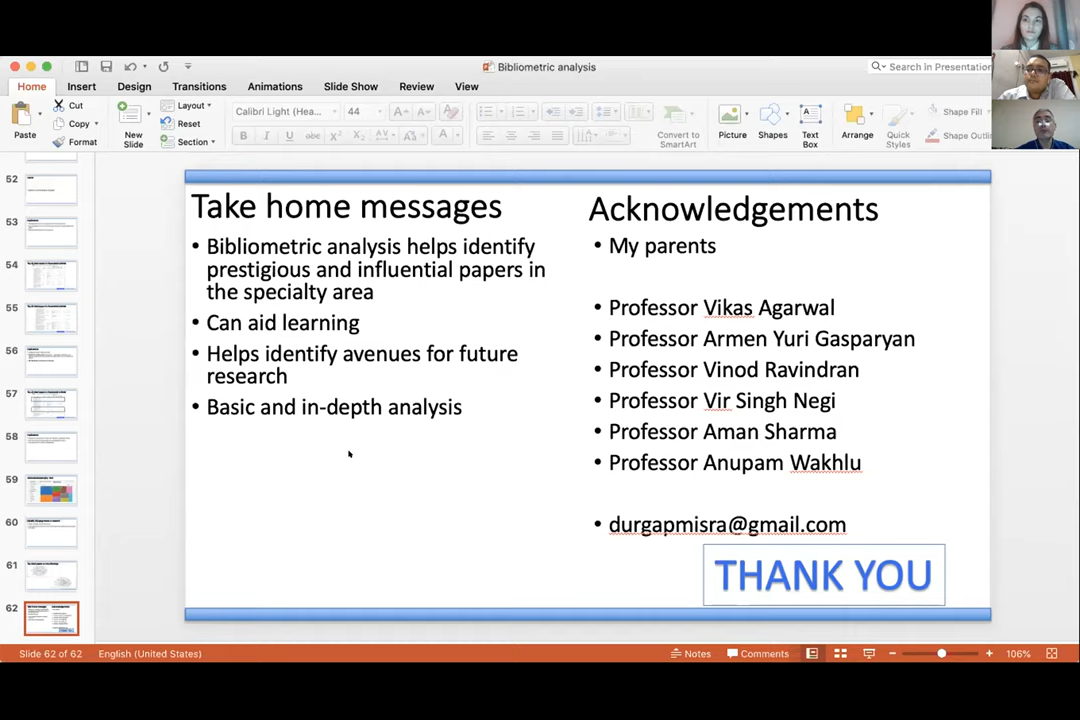 Bibliometric analysis
Search in Presentation
Home
Insert
Design
Transitions
Animations
Slide Show
Review
View
Paste
Cut
Copy
Format
New
Slide
Layout
Reset
Section
Calibri Light (Hea...
44
Convert to
SmartArt
Picture
Shapes
Text
Box
Arrange
Quick
Styles
Shape Fill
52
53
54
55
56
57
58
59
60
61
62
Take home messages
• Bibliometric analysis helps identify
prestigious and influential papers in
the specialty area
• Can aid learning
• Helps identify avenues for future
research
• Basic and in-depth analysis
Acknowledgements
• My parents
• Professor Vikas Agarwal
• Professor Armen Yuri Gasparyan
• Professor Vinod Ravindran
• Professor Vir Singh Negi
• Professor Aman Sharma
• Professor Anupam Wakhlu
• durgapmisra@gmail.com
THANK YOU
Slide 62 of 62
English (United States)
Notes
Comments
106%